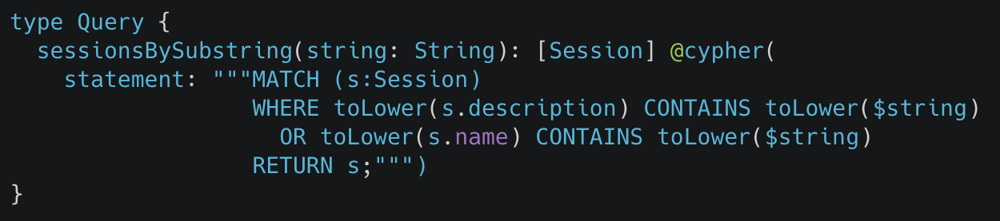 type Query {
  sessionsBySubstring(string: String): [Session] @cypher(
    statement: """MATCH (s:Session)
                  WHERE toLower(s.description) CONTAINS toLower($string)
                    OR toLower(s.name) CONTAINS toLower($string)
                  RETURN s;""")
}